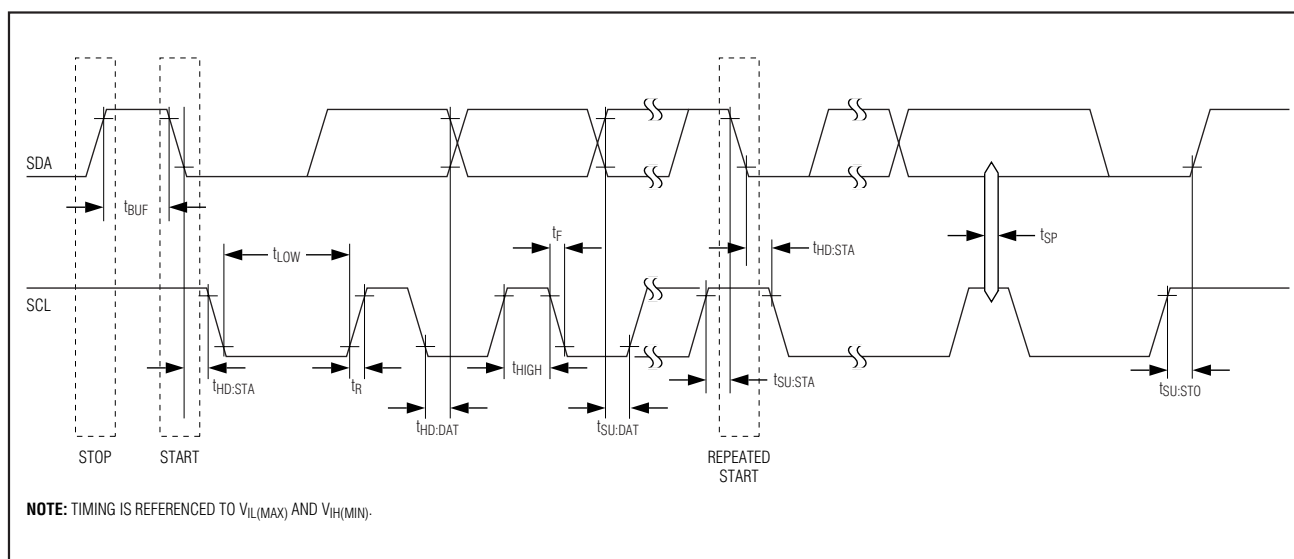 SDA
tBUF
tLOW
tF
tHD:STA
tSP
SCL
tHD:STA
tR
tHIGH
tSU:STA
tSU:STO
tHD:DAT
tSU:DAT
STOP
START
REPEATED
START
NOTE: TIMING IS REFERENCED TO VIL(MAX) AND VIH(MIN).